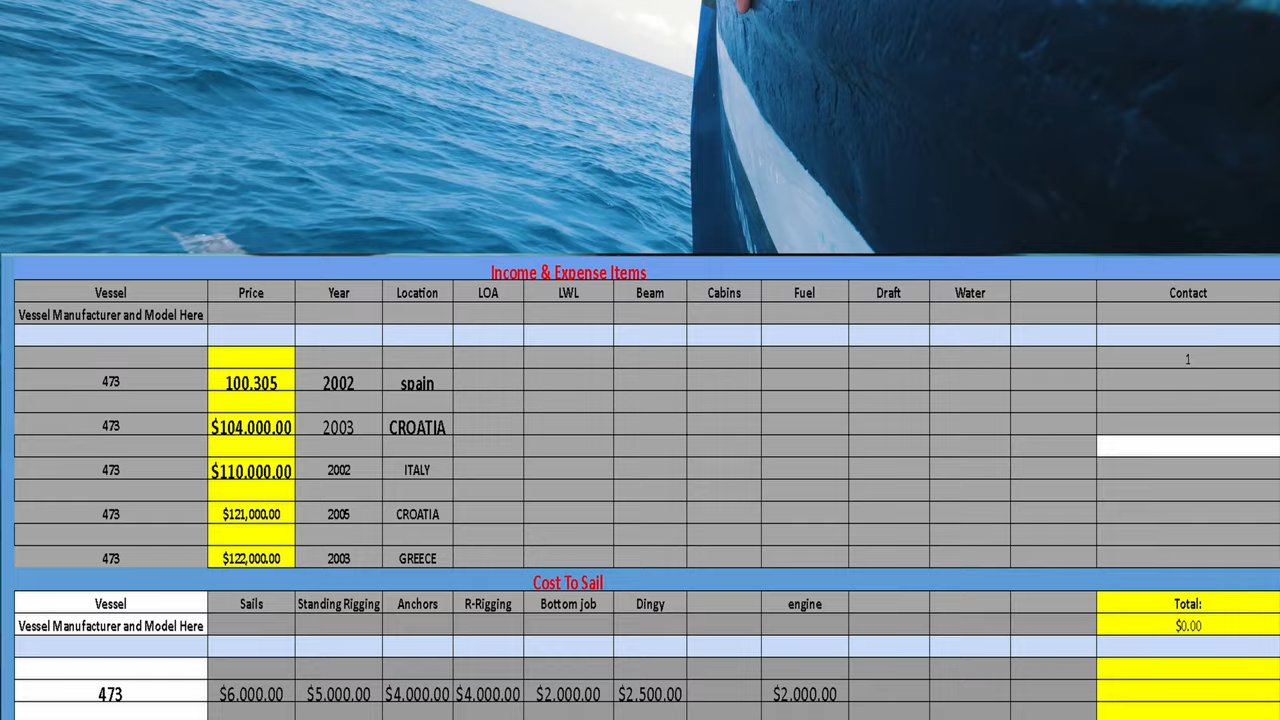 Income & Expense Items
Vessel Price Year Location LOA LWL Beam Cabins Fuel Draft Water Contact
Vessel Manufacturer and Model Here
1
473 100.305 2002 spain
473 $104.000.00 2003 CROATIA
473 $110.000.00 2002 ITALY
473 $121,000.00 2005 CROATIA
473 $122,000.00 2003 GREECE
Cost To Sail
Vessel Sails Standing Rigging Anchors R-Rigging Bottom job Dingy engine Total:
Vessel Manufacturer and Model Here $0.00
473 $6.000.00 $5.000.00 $4.000.00 $4.000.00 $2.000.00 $2.500.00 $2.000.00